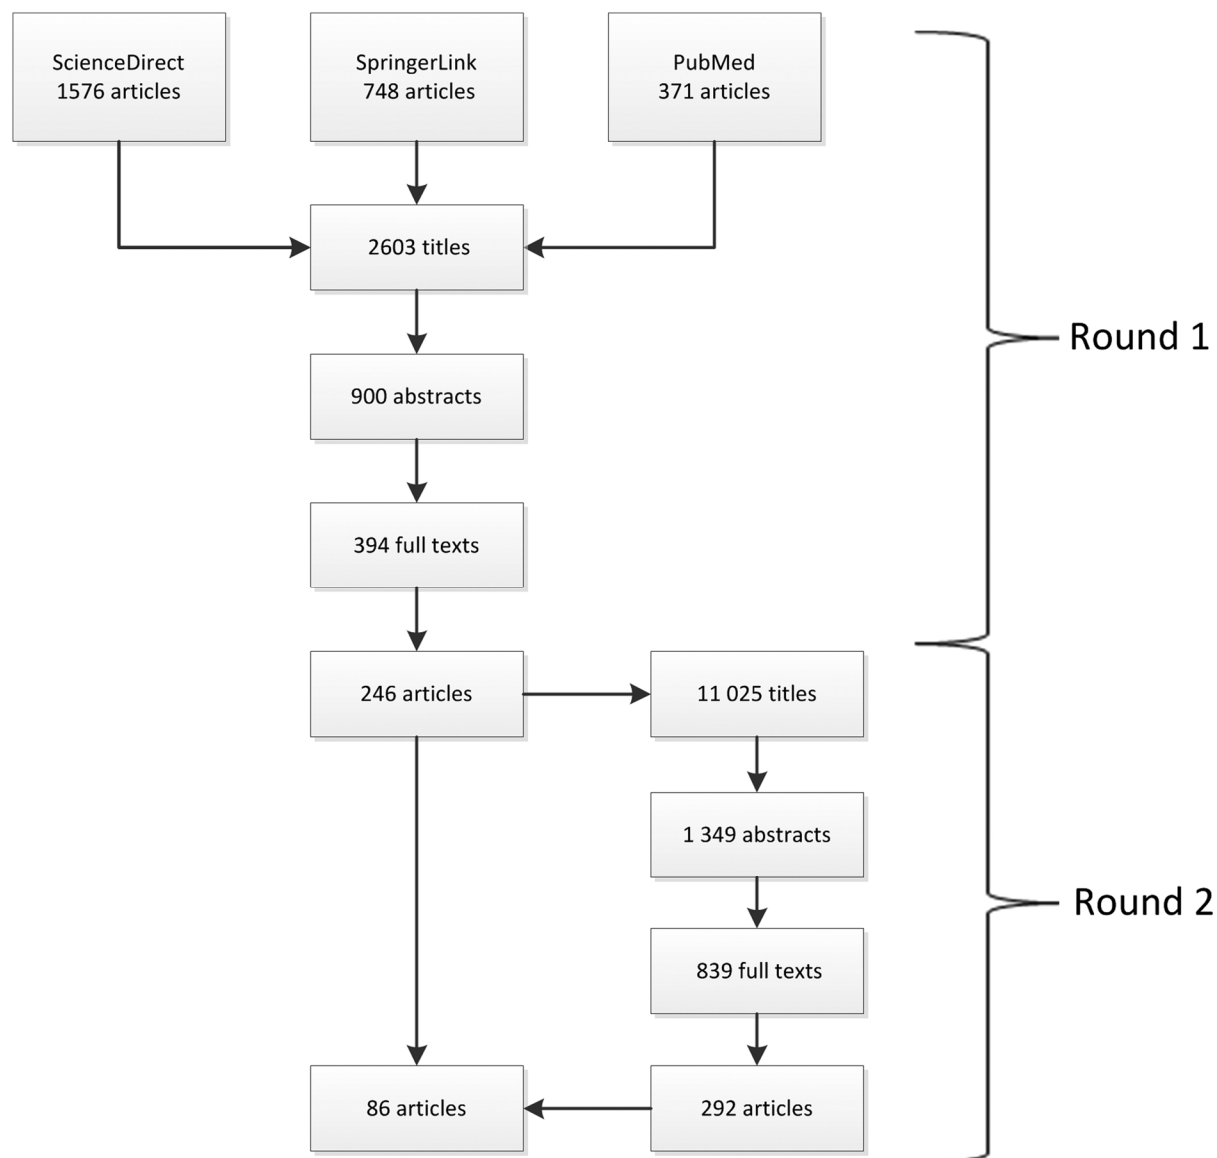 ScienceDirect
1576 articles
SpringerLink
748 articles
PubMed
371 articles
2603 titles
900 abstracts
394 full texts
246 articles
11 025 titles
1 349 abstracts
839 full texts
86 articles
292 articles
Round 1
Round 2